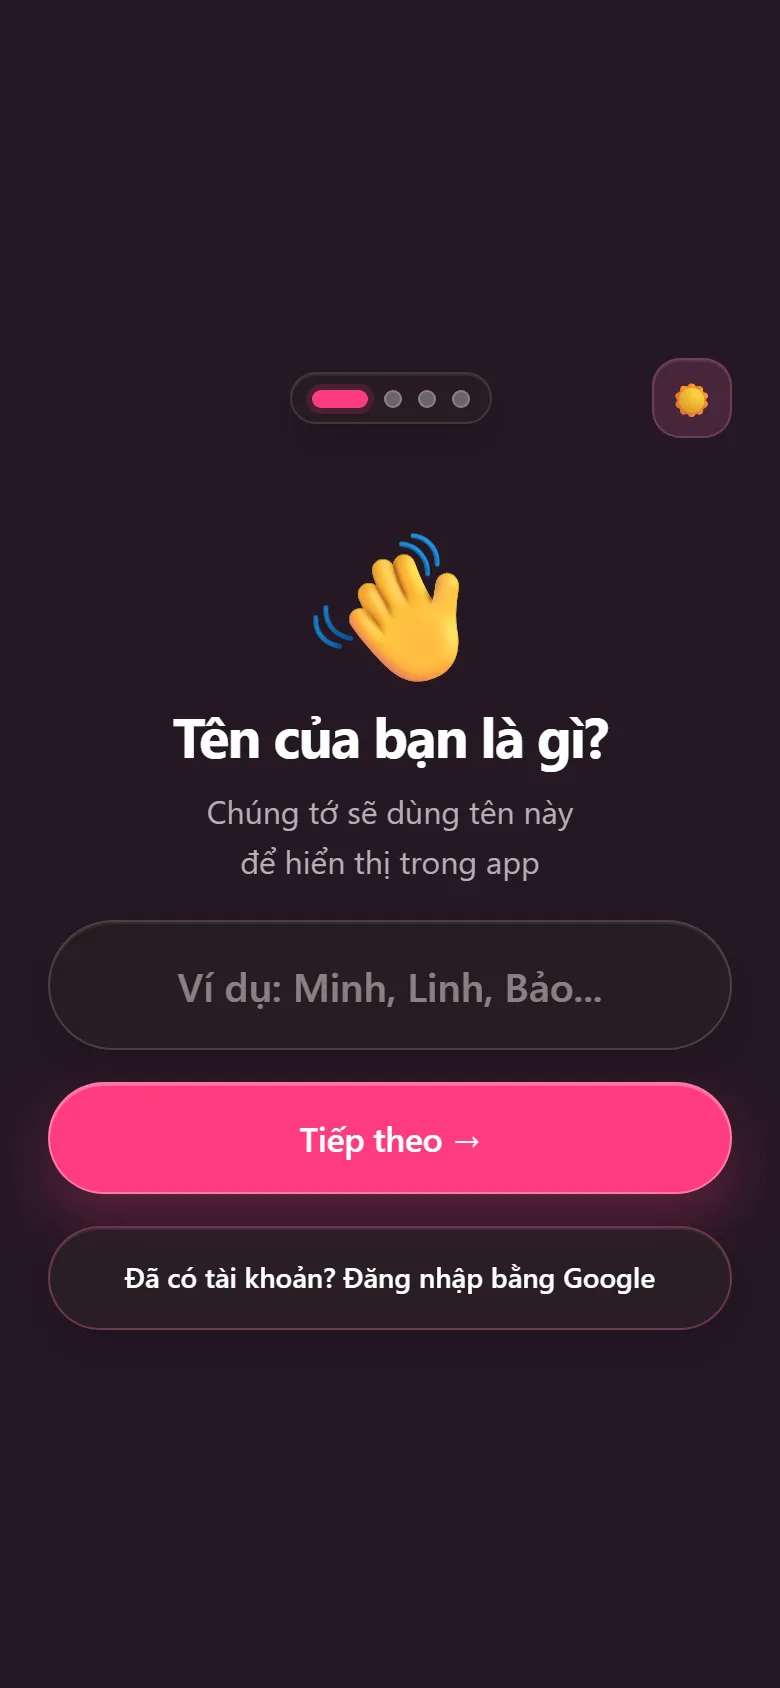 Tên của bạn là gì?
Chúng tớ sẽ dùng tên này
để hiển thị trong app
Ví dụ: Minh, Linh, Bảo...
Tiếp theo →
Đã có tài khoản? Đăng nhập bằng Google